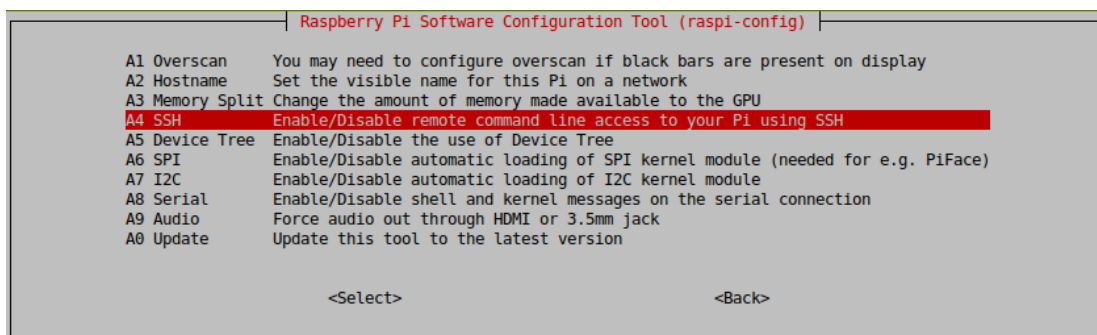 Raspberry Pi Software Configuration Tool (raspi-config)
A1 Overscan You may need to configure overscan if black bars are present on display
A2 Hostname Set the visible name for this Pi on a network
A3 Memory Split Change the amount of memory made available to the GPU
A4 SSH Enable/Disable remote command line access to your Pi using SSH
A5 Device Tree Enable/Disable the use of Device Tree
A6 SPI Enable/Disable automatic loading of SPI kernel module (needed for e.g. PiFace)
A7 I2C Enable/Disable automatic loading of I2C kernel module
A8 Serial Enable/Disable shell and kernel messages on the serial connection
A9 Audio Force audio out through HDMI or 3.5mm jack
A0 Update Update this tool to the latest version
<Select> <Back>